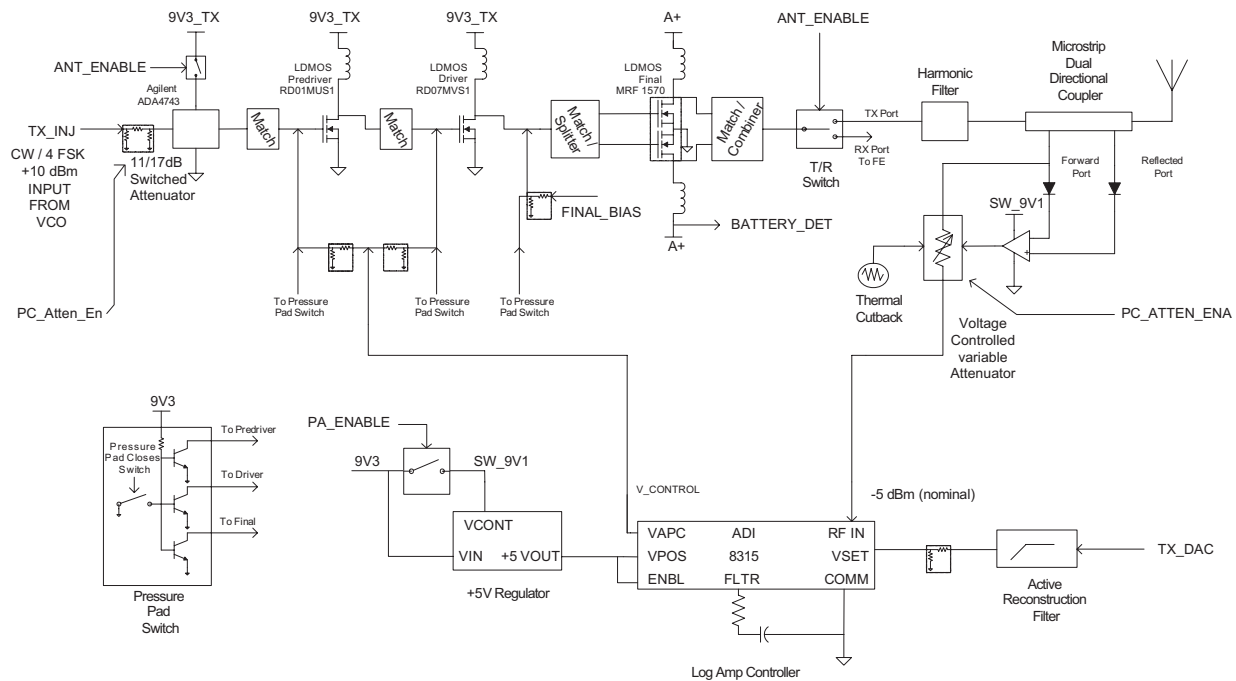 9V3_TX
9V3_TX
9V3_TX
A+
ANT_ENABLE
ANT_ENABLE
Agilent
ADA4743
LDMOS
Predriver
RD01MUS1
LDMOS
Driver
RD07MVS1
LDMOS
Final
MRF 1570
Harmonic
Filter
Microstrip
Dual
Directional
Coupler
TX_INJ
CW / 4 FSK
+10 dBm
INPUT
FROM
VCO
11/17dB
Switched
Attenuator
Match
Match
Match/
Splitter
Match/
Combiner
TX Port
RX Port
To FE
T/R
Switch
Forward
Port
Reflected
Port
FINAL_BIAS
BATTERY_DET
A+
SW_9V1
+
Thermal
Cutback
PC_Atten_En
To Pressure
Pad Switch
To Pressure
Pad Switch
To Pressure
Pad Switch
PC_ATTEN_ENA
Voltage
Controlled
variable
Attenuator
9V3
Pressure
Pad Closes
Switch
To Predriver
To Driver
To Final
Pressure
Pad
Switch
PA_ENABLE
9V3
SW_9V1
VCONT
VIN
+5 VOUT
+5V Regulator
V_CONTROL
-5 dBm (nominal)
VAPC
ADI
RF IN
VPOS
8315
VSET
ENBL
FLTR
COMM
TX_DAC
Active
Reconstruction
Filter
Log Amp Controller